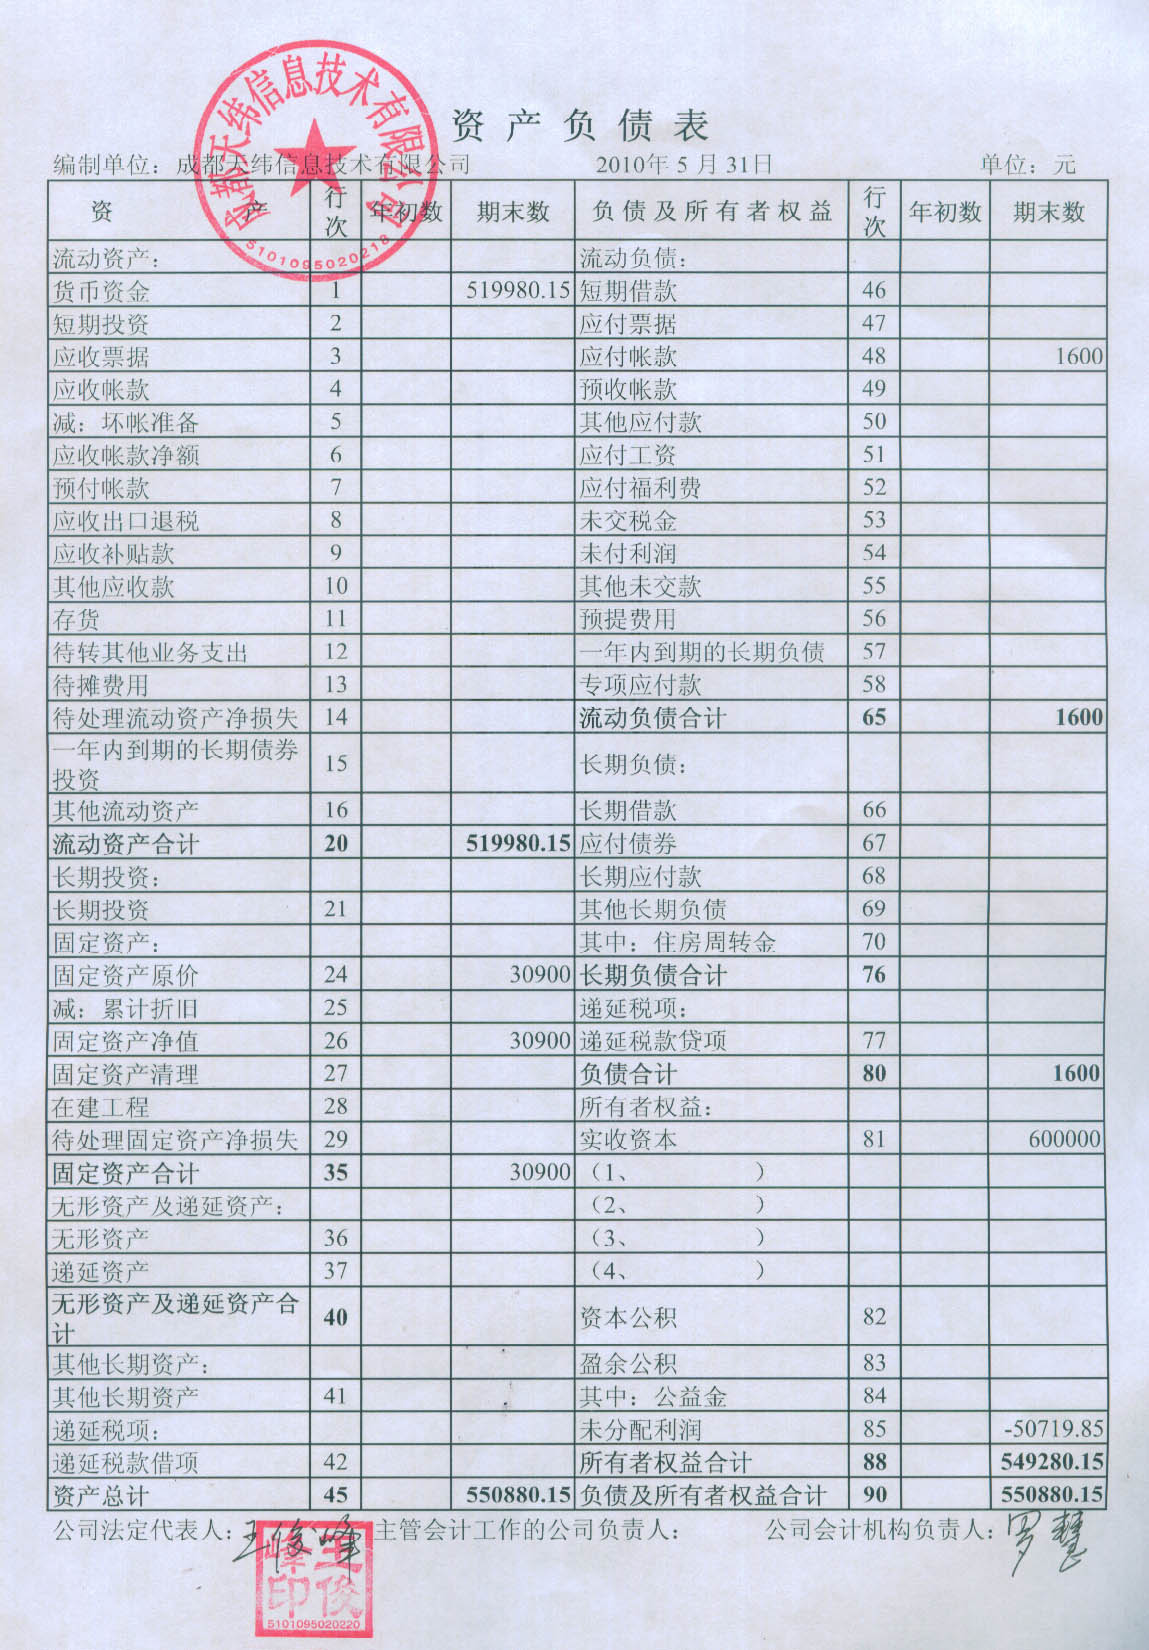 成都天纬信息技术有限公司
5101095020218
资产负债表
编制单位：成都天纬信息技术有限公司 2010年5月31日 单位：元
资产 行次 年初数 期末数 负债及所有者权益 行次 年初数 期末数
流动资产： 流动负债：
货币资金 1 519980.15 短期借款 46
短期投资 2 应付票据 47
应收票据 3 应付帐款 48 1600
应收帐款 4 预收帐款 49
减：坏帐准备 5 其他应付款 50
应收帐款净额 6 应付工资 51
预付帐款 7 应付福利费 52
应收出口退税 8 未交税金 53
应收补贴款 9 未付利润 54
其他应收款 10 其他未交款 55
存货 11 预提费用 56
待转其他业务支出 12 一年内到期的长期负债 57
待摊费用 13 专项应付款 58
待处理流动资产净损失 14 流动负债合计 65 1600
一年内到期的长期债券投资 15 长期负债：
其他流动资产 16 长期借款 66
流动资产合计 20 519980.15 应付债券 67
长期投资： 长期应付款 68
长期投资 21 其他长期负债 69
固定资产： 其中：住房周转金 70
固定资产原价 24 30900 长期负债合计 76
减：累计折旧 25 递延税项：
固定资产净值 26 30900 递延税款贷项 77
固定资产清理 27 负债合计 80 1600
在建工程 28 所有者权益：
待处理固定资产净损失 29 实收资本 81 600000
固定资产合计 35 30900 （1、 ）
无形资产及递延资产： （2、 ）
无形资产 36 （3、 ）
递延资产 37 （4、 ）
无形资产及递延资产合计 40 资本公积 82
其他长期资产： 盈余公积 83
其他长期资产 41 其中：公益金 84
递延税项： 未分配利润 85 -50719.85
递延税款借项 42 所有者权益合计 88 549280.15
资产总计 45 550880.15 负债及所有者权益合计 90 550880.15
公司法定代表人：王俊峰 主管会计工作的公司负责人： 公司会计机构负责人：罗慧
王俊峰印
5101095020220